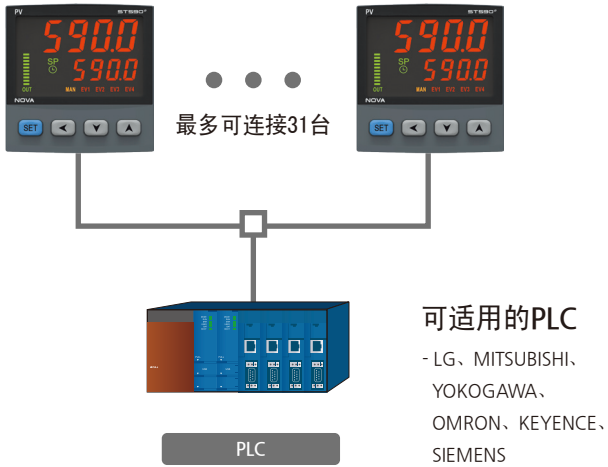 PV ST590⁺
590.0
SP
590.0
OUT MAN EV1 EV2 EV3 EV4
NOVA
SET
PV ST590⁺
590.0
SP
590.0
OUT MAN EV1 EV2 EV3 EV4
NOVA
SET
最多可连接31台
PLC
可适用的PLC
- LG、MITSUBISHI、
YOKOGAWA、
OMRON、KEYENCE、
SIEMENS